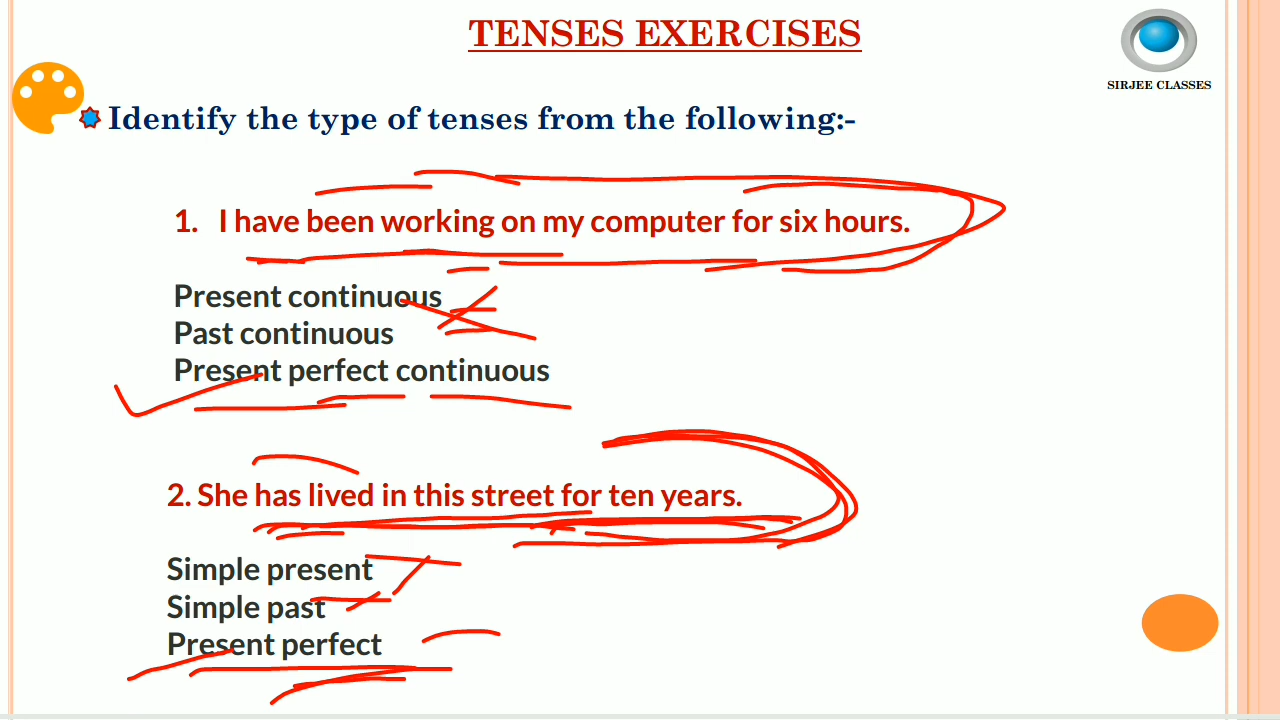 TENSES EXERCISES
SIRJEE CLASSES
Identify the type of tenses from the following:-
1. I have been working on my computer for six hours.
Present continuous
Past continuous
Present perfect continuous
2. She has lived in this street for ten years.
Simple present
Simple past
Present perfect